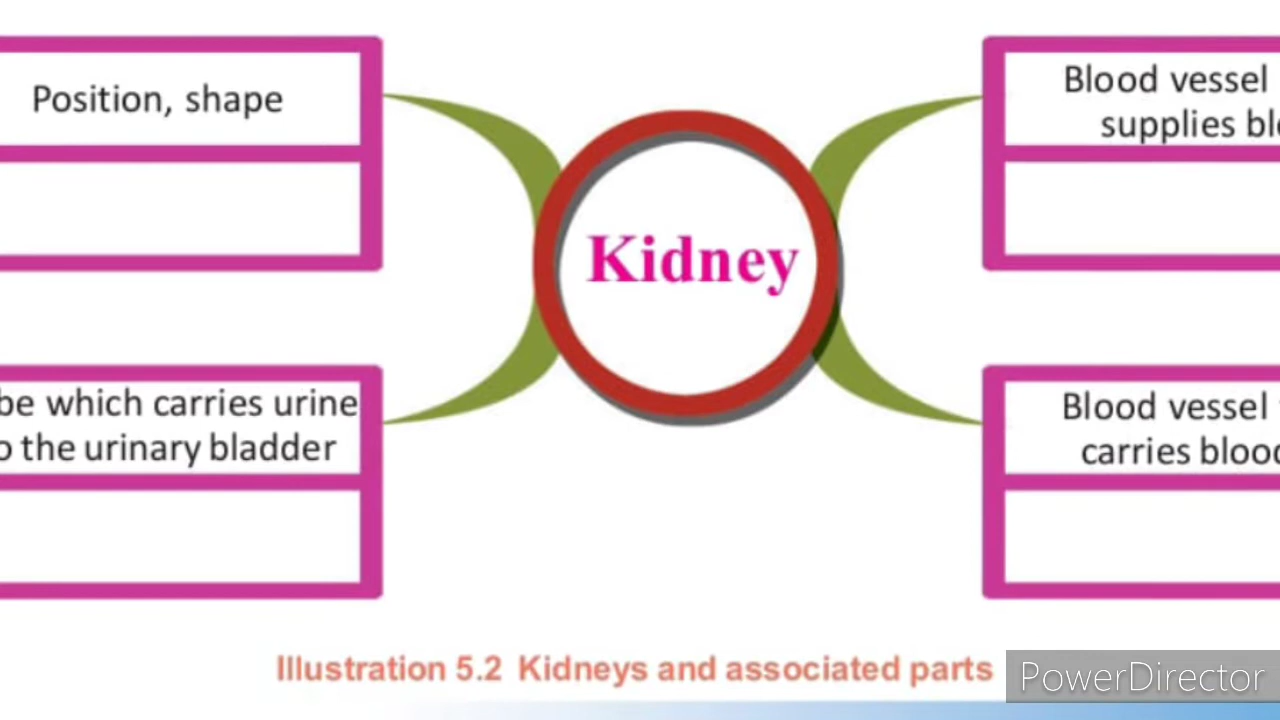 Position, shape
Blood vessel
supplies
Kidney
which carries urine
the urinary bladder
Blood vessel
carries
Illustration 5.2 Kidneys and associated parts
PowerDirector